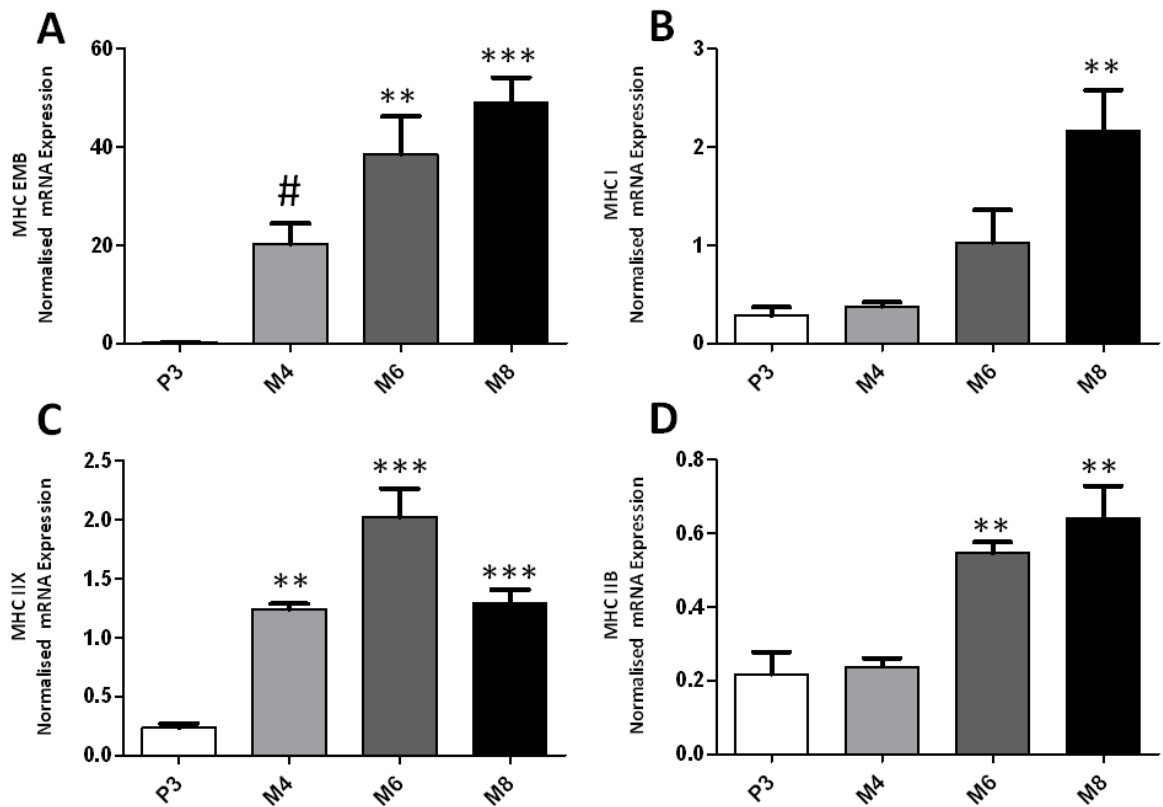 A
MHC EMB
Normalised mRNA Expression
60
40
20
0
#
**
***
P3
M4
M6
M8
B
MHC I
Normalised mRNA Expression
3
2
1
0
**
P3
M4
M6
M8
C
MHC IIX
Normalised mRNA Expression
2.5
2.0
1.5
1.0
0.5
0.0
**
***
***
P3
M4
M6
M8
D
MHC IIB
Normalised mRNA Expression
0.8
0.6
0.4
0.2
0.0
**
**
P3
M4
M6
M8